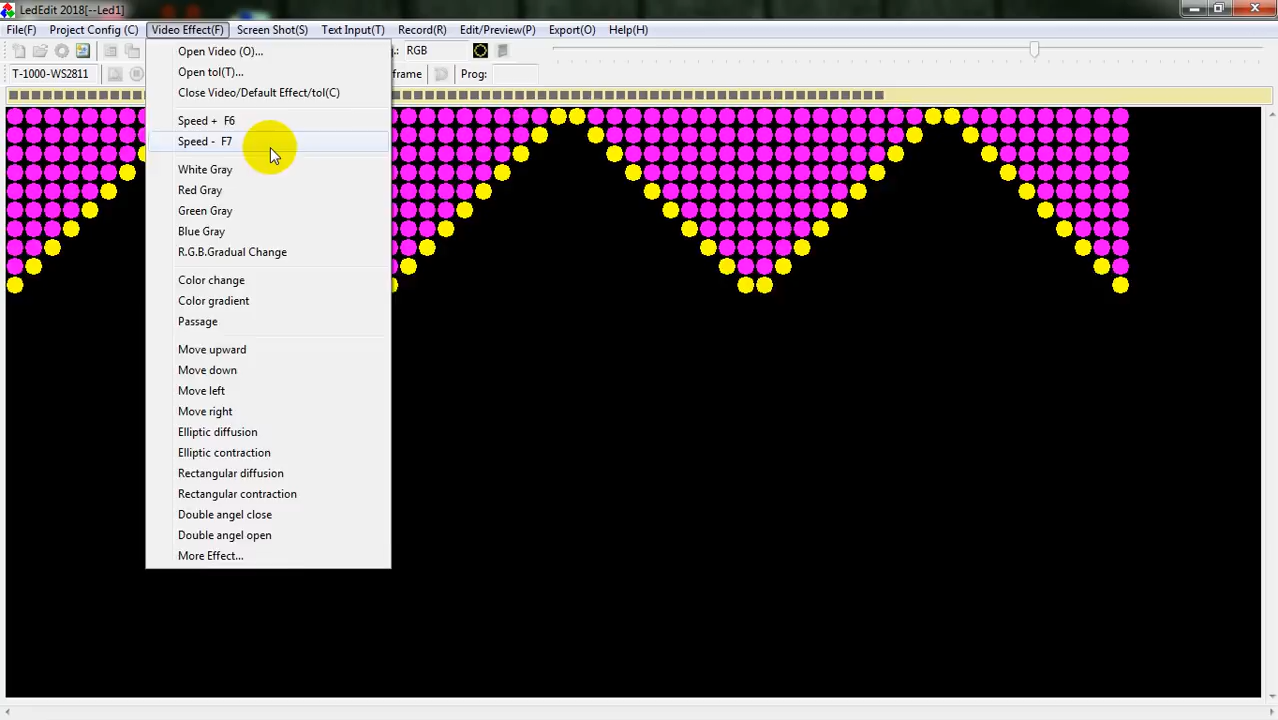 LedEdit 2018[--Led1]
File(F) Project Config (C) Video Effect(F) Screen Shot(S) Text Input(T) Record(R) Edit/Preview(P) Export(O) Help(H)
Open Video (O)... .: RGB
T-1000-WS2811 Open tol(T)... frame Prog:
Close Video/Default Effect/tol(C)
Speed + F6
Speed - F7
White Gray
Red Gray
Green Gray
Blue Gray
R.G.B.Gradual Change
Color change
Color gradient
Passage
Move upward
Move down
Move left
Move right
Elliptic diffusion
Elliptic contraction
Rectangular diffusion
Rectangular contraction
Double angel close
Double angel open
More Effect...